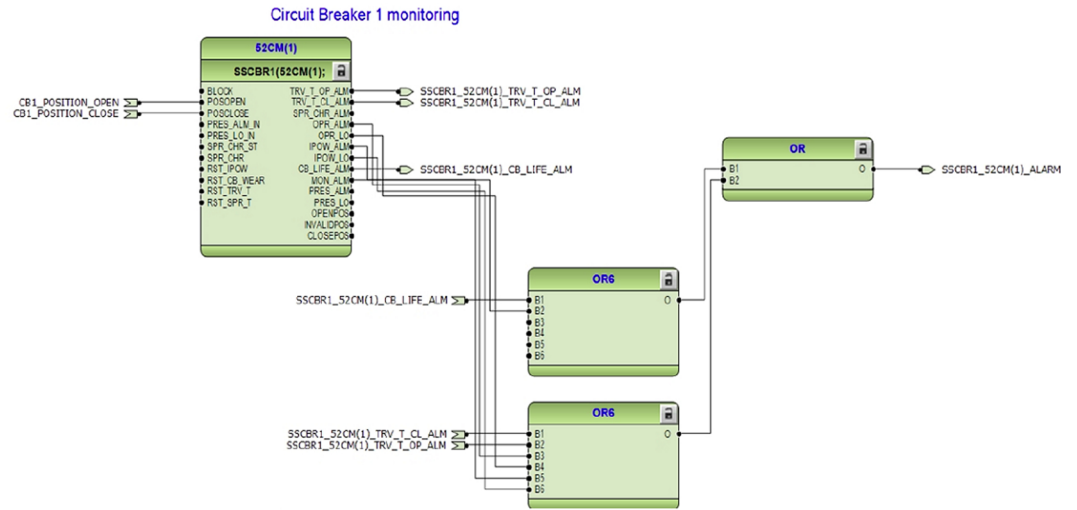 Circuit Breaker 1 monitoring
52CM(1)
SSCBR1(52CM(1);
BLOCK
POSOPEN
POSCLOSE
PRES_ALM_IN
PRES_LO_IN
SPR_CHR_ST
SPR_CHR
RST_IPOW
RST_CB_WEAR
RST_TRV_T
RST_SPR_T
TRV_T_OP_ALM
TRV_T_CL_ALM
SPR_CHR_ALM
OPR_ALM
OPR_LO
IPOW_ALM
IPOW_LO
CB_LIFE_ALM
MON_ALM
PRES_ALM
PRES_LO
OPENPOS
INVALIDPOS
CLOSEPOS
CB1_POSITION_OPEN
CB1_POSITION_CLOSE
SSCBR1_52CM(1)_TRV_T_OP_ALM
SSCBR1_52CM(1)_TRV_T_CL_ALM
SSCBR1_52CM(1)_CB_LIFE_ALM
OR
B1
B2
O
SSCBR1_52CM(1)_ALARM
OR6
SSCBR1_52CM(1)_CB_LIFE_ALM
B1
B2
B3
B4
B5
B6
O
OR6
SSCBR1_52CM(1)_TRV_T_CL_ALM
SSCBR1_52CM(1)_TRV_T_OP_ALM
B1
B2
B3
B4
B5
B6
O